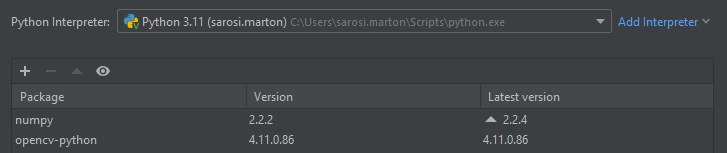 Python Interpreter: Python 3.11 (sarosi.marton) C:\Users\sarosi.marton\Scripts\python.exe Add Interpreter
Package Version Latest version
numpy 2.2.2 2.2.4
opencv-python 4.11.0.86 4.11.0.86